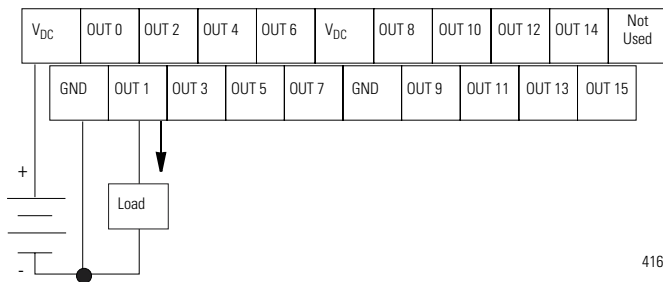 V_DC OUT 0 OUT 2 OUT 4 OUT 6 V_DC OUT 8 OUT 10 OUT 12 OUT 14 Not Used
GND OUT 1 OUT 3 OUT 5 OUT 7 GND OUT 9 OUT 11 OUT 13 OUT 15
+
Load
-
416